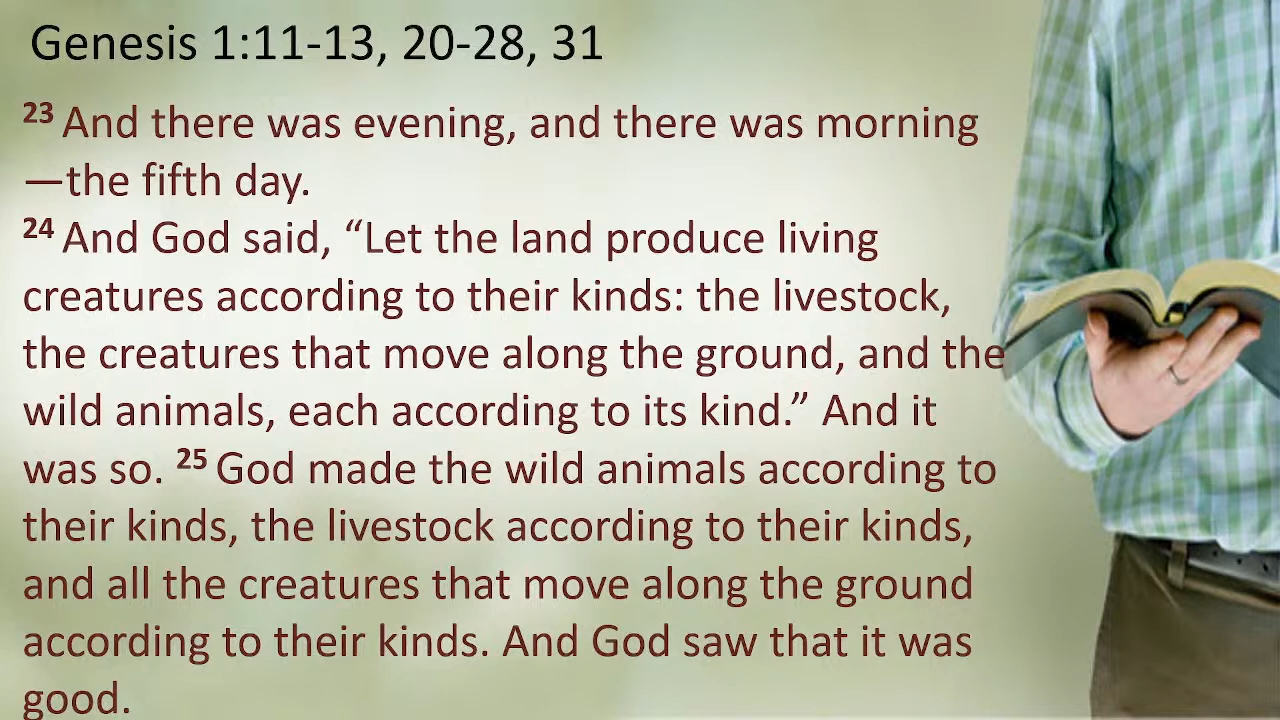 Genesis 1:11-13, 20-28, 31
23 And there was evening, and there was morning
—the fifth day.
24 And God said, “Let the land produce living
creatures according to their kinds: the livestock,
the creatures that move along the ground, and the
wild animals, each according to its kind.” And it
was so. 25 God made the wild animals according to
their kinds, the livestock according to their kinds,
and all the creatures that move along the ground
according to their kinds. And God saw that it was
good.